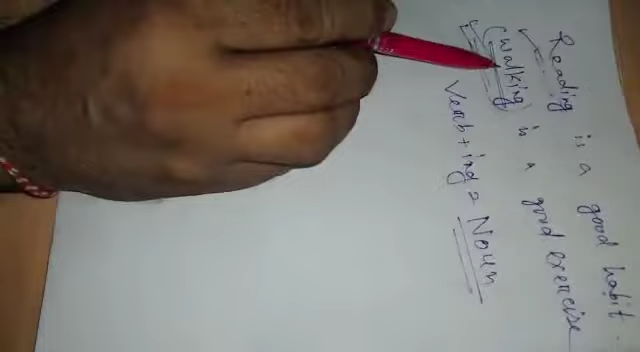 Reading is a good habit.
(Walking) is a good exercise
Verb + ing = Noun